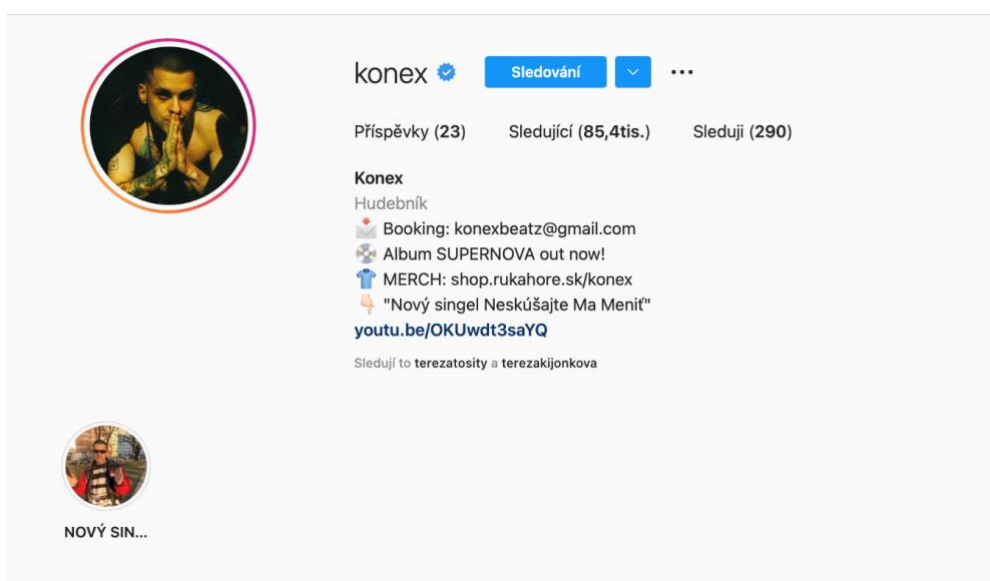 konex
Sledování
Příspěvky (23) Sledující (85,4tis.) Sleduji (290)
Konex
Hudebník
Booking: konexbeatz@gmail.com
Album SUPERNOVA out now!
MERCH: shop.rukahore.sk/konex
"Nový singel Neskúšajte Ma Meniť"
youtu.be/OKUwdt3saYQ
Sledují to terezatosity a terezakijonkova
NOVÝ SIN...